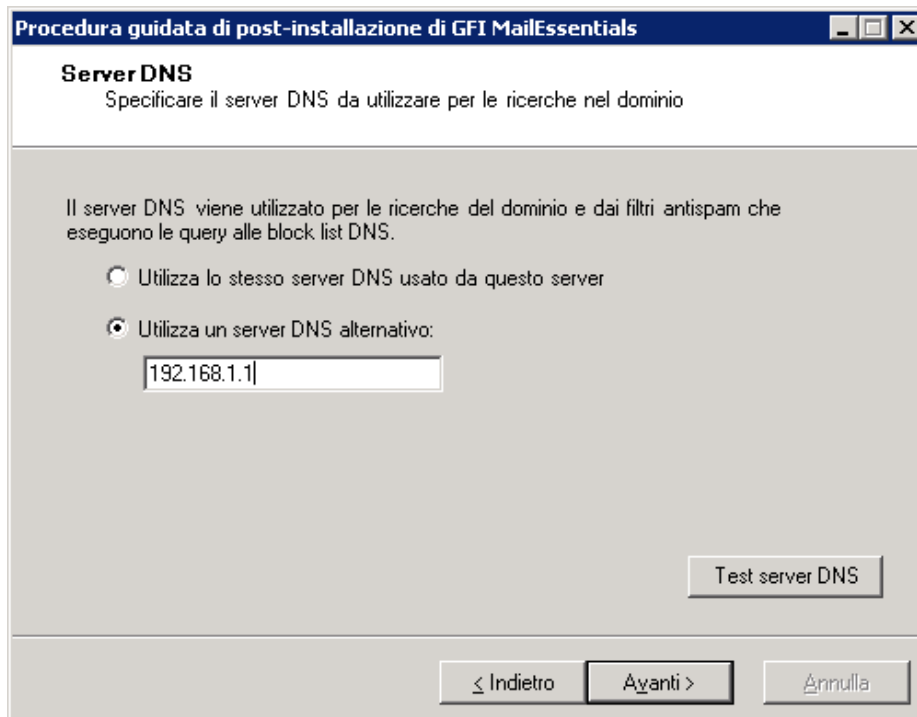 Procedura guidata di post-installazione di GFI MailEssentials
Server DNS
Specificare il server DNS da utilizzare per le ricerche nel dominio
Il server DNS viene utilizzato per le ricerche del dominio e dai filtri antispam che
eseguono le query alle block list DNS.
Utilizza lo stesso server DNS usato da questo server
Utilizza un server DNS alternativo:
192.168.1.1
Test server DNS
< Indietro
Avanti >
Annulla